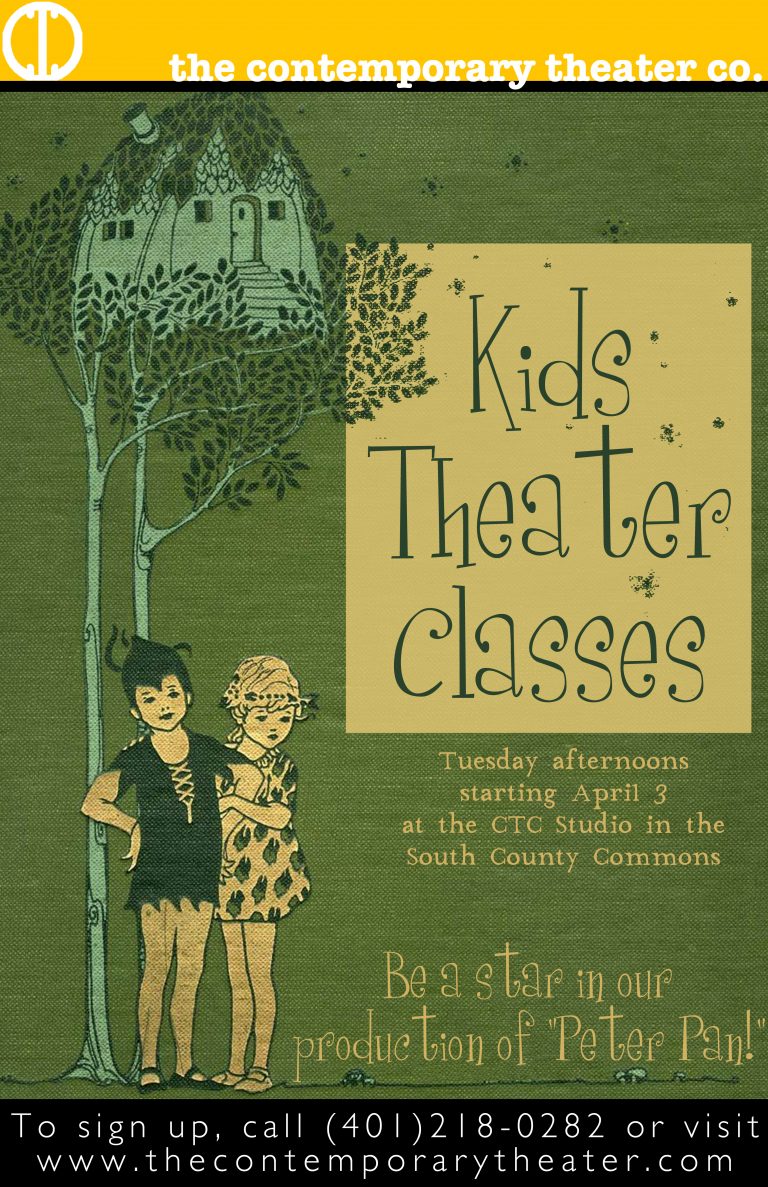 the contemporary theater co.
Kids
Theater
classes
Tuesday afternoons
starting April 3
at the CTC Studio in the
South County Commons
Be a star in our
production of "Peter Pan!"
To sign up, call (401)218-0282 or visit
www.thecontemporarytheater.com